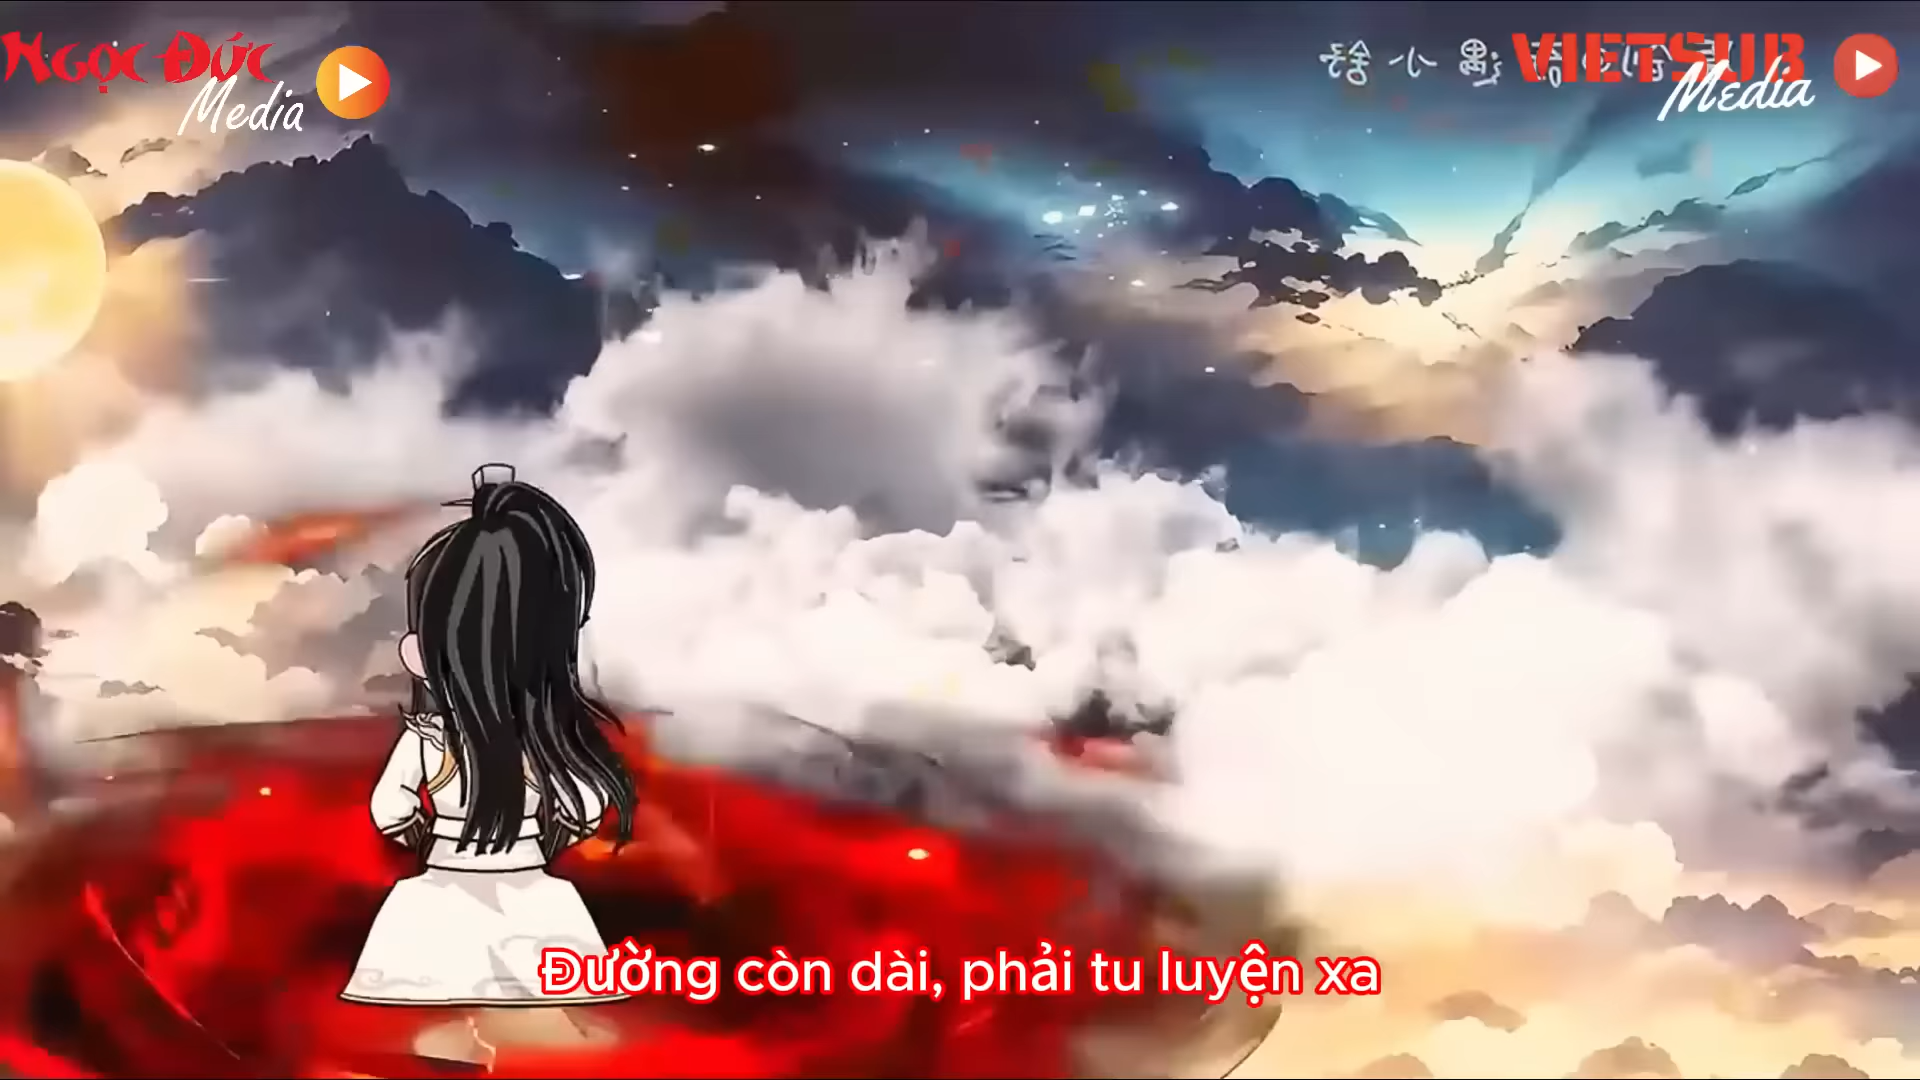 Ngọc Đức
Media
VIETSUB
Media
Đường còn dài, phải tu luyện xa